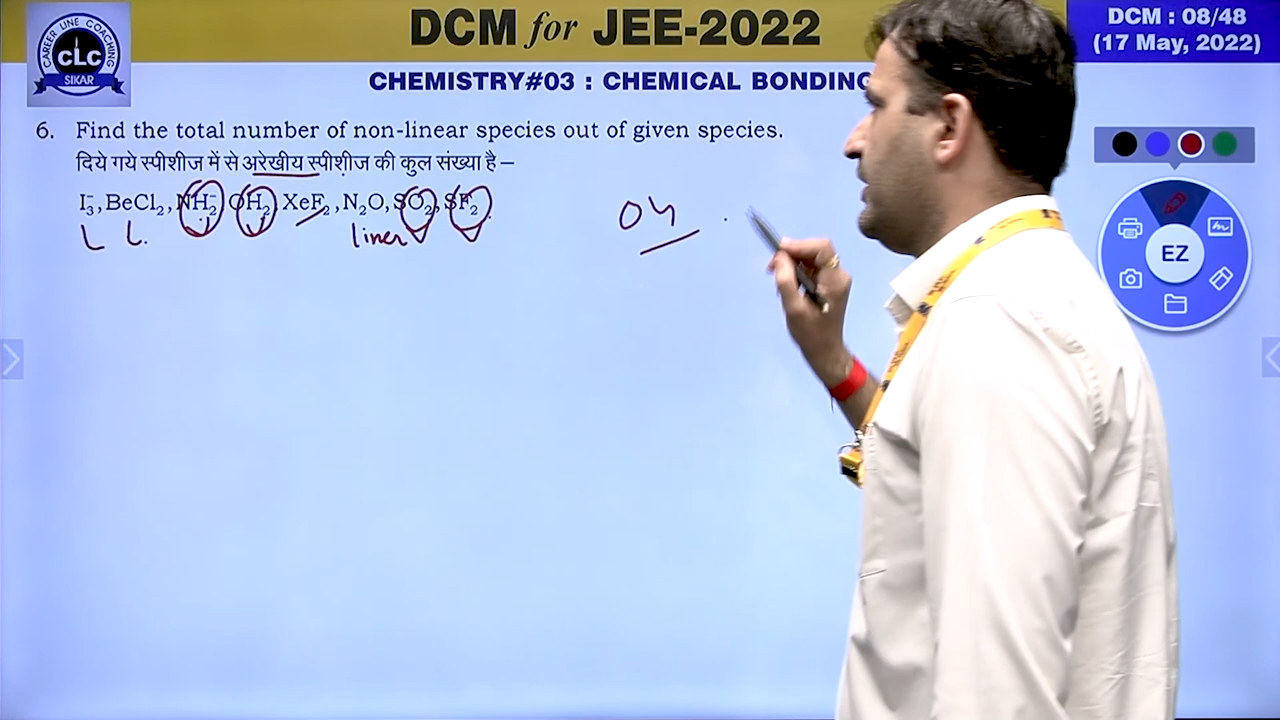 CAREER LINE COACHING
CLC
SIKAR
DCM for JEE-2022
DCM : 08/48
(17 May, 2022)
CHEMISTRY#03 : CHEMICAL BONDING
6. Find the total number of non-linear species out of given species.
दिये गये स्पीशीज में से अरेखीय स्पीशीज की कुल संख्या है –
I₃⁻, BeCl₂, NH₂⁻, OH₂, XeF₂, N₂O, SO₂, SF₂
L L. liner
04
EZ